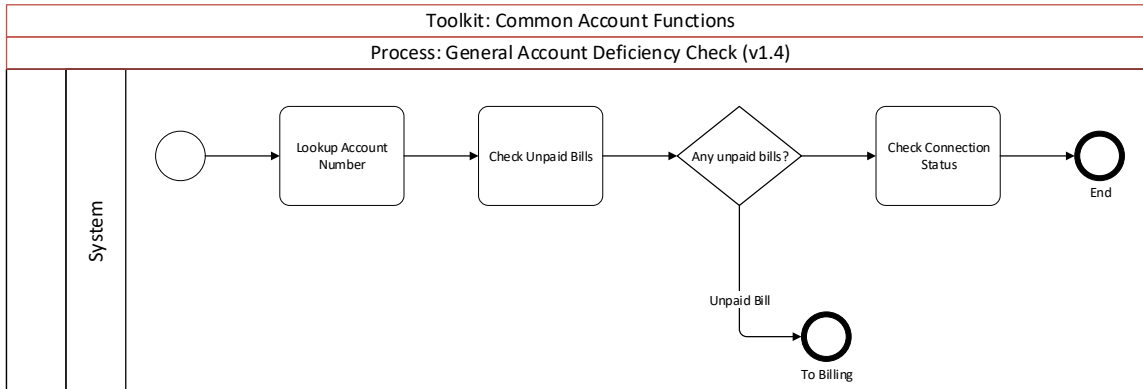 Toolkit: Common Account Functions
Process: General Account Deficiency Check (v1.4)
System
Lookup Account
Number
Check Unpaid Bills
Any unpaid bills?
Check Connection
Status
End
Unpaid Bill
To Billing